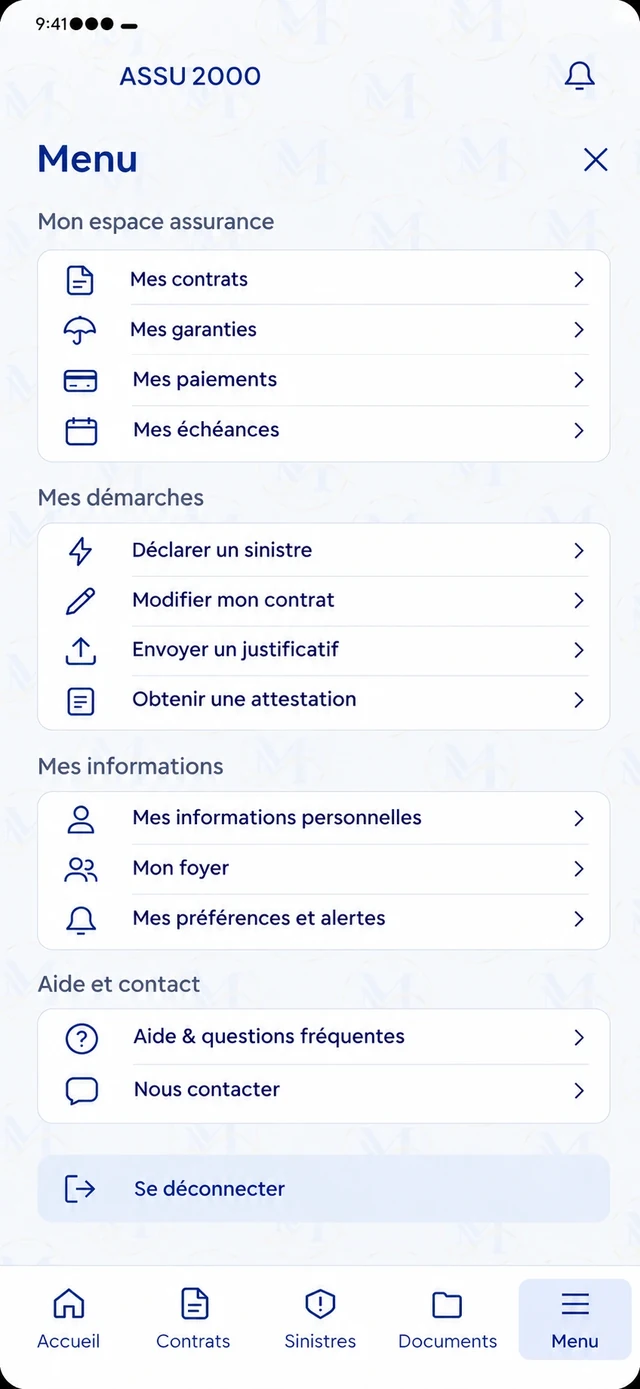 9:41
ASSU 2000
Menu
Mon espace assurance
Mes contrats
Mes garanties
Mes paiements
Mes échéances
Mes démarches
Déclarer un sinistre
Modifier mon contrat
Envoyer un justificatif
Obtenir une attestation
Mes informations
Mes informations personnelles
Mon foyer
Mes préférences et alertes
Aide et contact
Aide & questions fréquentes
Nous contacter
Se déconnecter
Accueil
Contrats
Sinistres
Documents
Menu